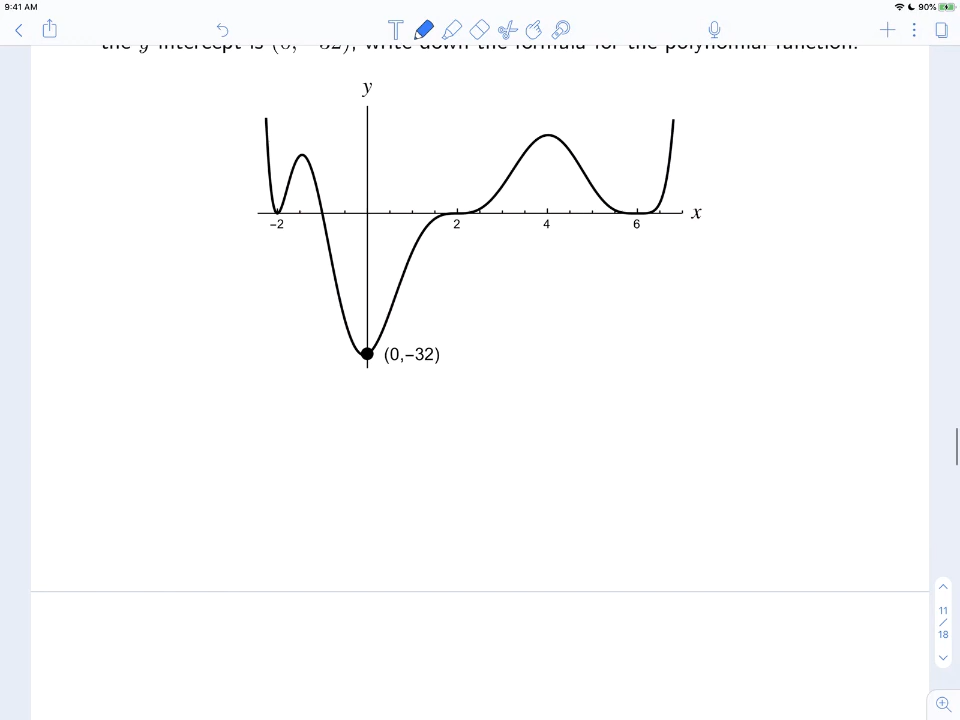 9:41 AM
90%
the y-intercept is (0, −32), write down the formula for the polynomial function.
y
x
−2 2 4 6
(0,−32)
11
/
18